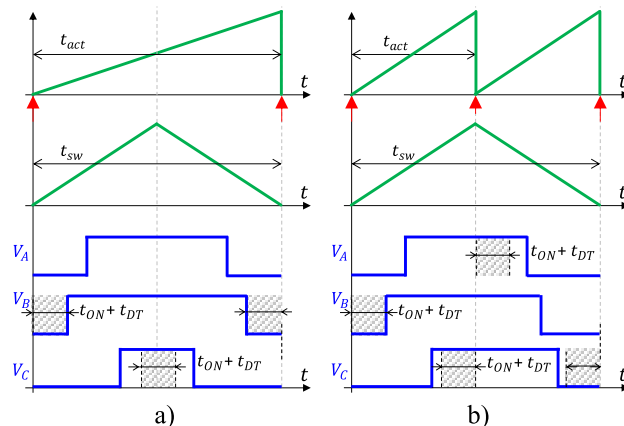 t_act t
t_act t
t_sw t
t_sw t
V_A
V_B t_ON + t_DT
V_C t_ON + t_DT t
a)
V_A t_ON + t_DT
V_B t_ON + t_DT
V_C t_ON + t_DT t
b)